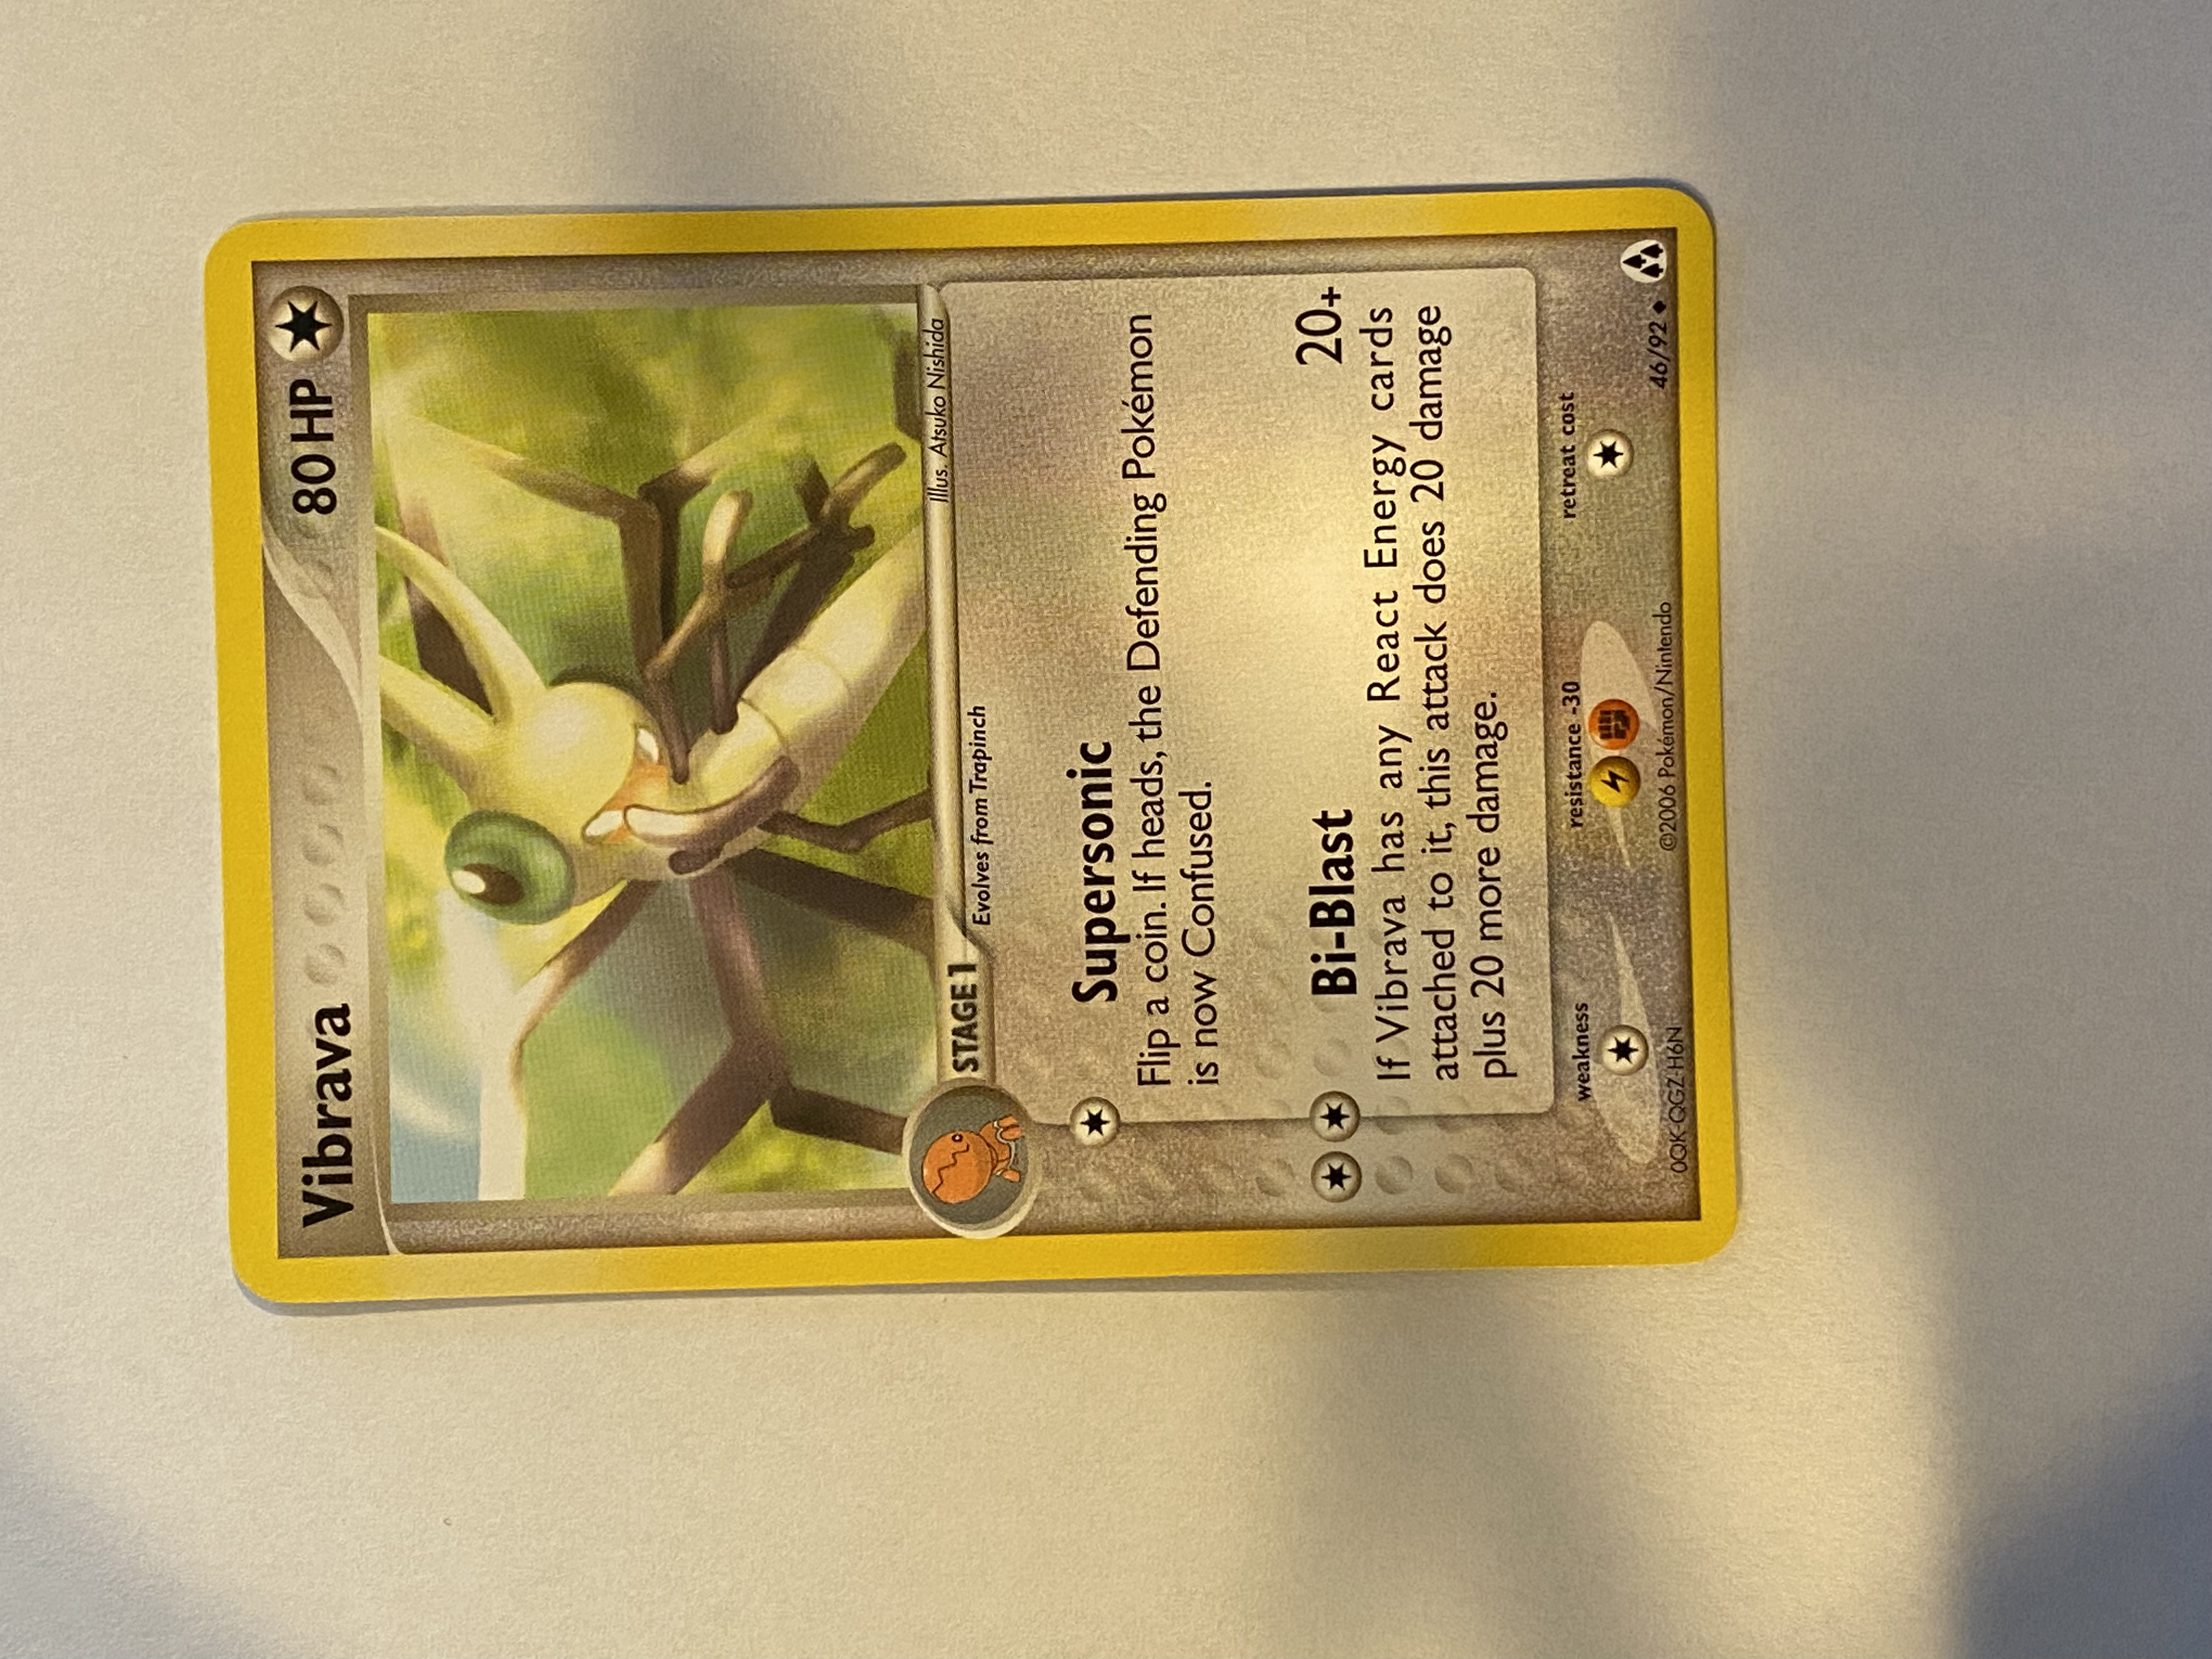 Vibrava 80 HP
Illus. Atsuko Nishida
STAGE 1
Evolves from Trapinch
Supersonic
Flip a coin. If heads, the Defending Pokémon
is now Confused.
Bi-Blast 20+
If Vibrava has any React Energy cards
attached to it, this attack does 20 damage
plus 20 more damage.
weakness resistance -30 retreat cost
0QK-QGZ-H6N ©2006 Pokémon/Nintendo 46/92